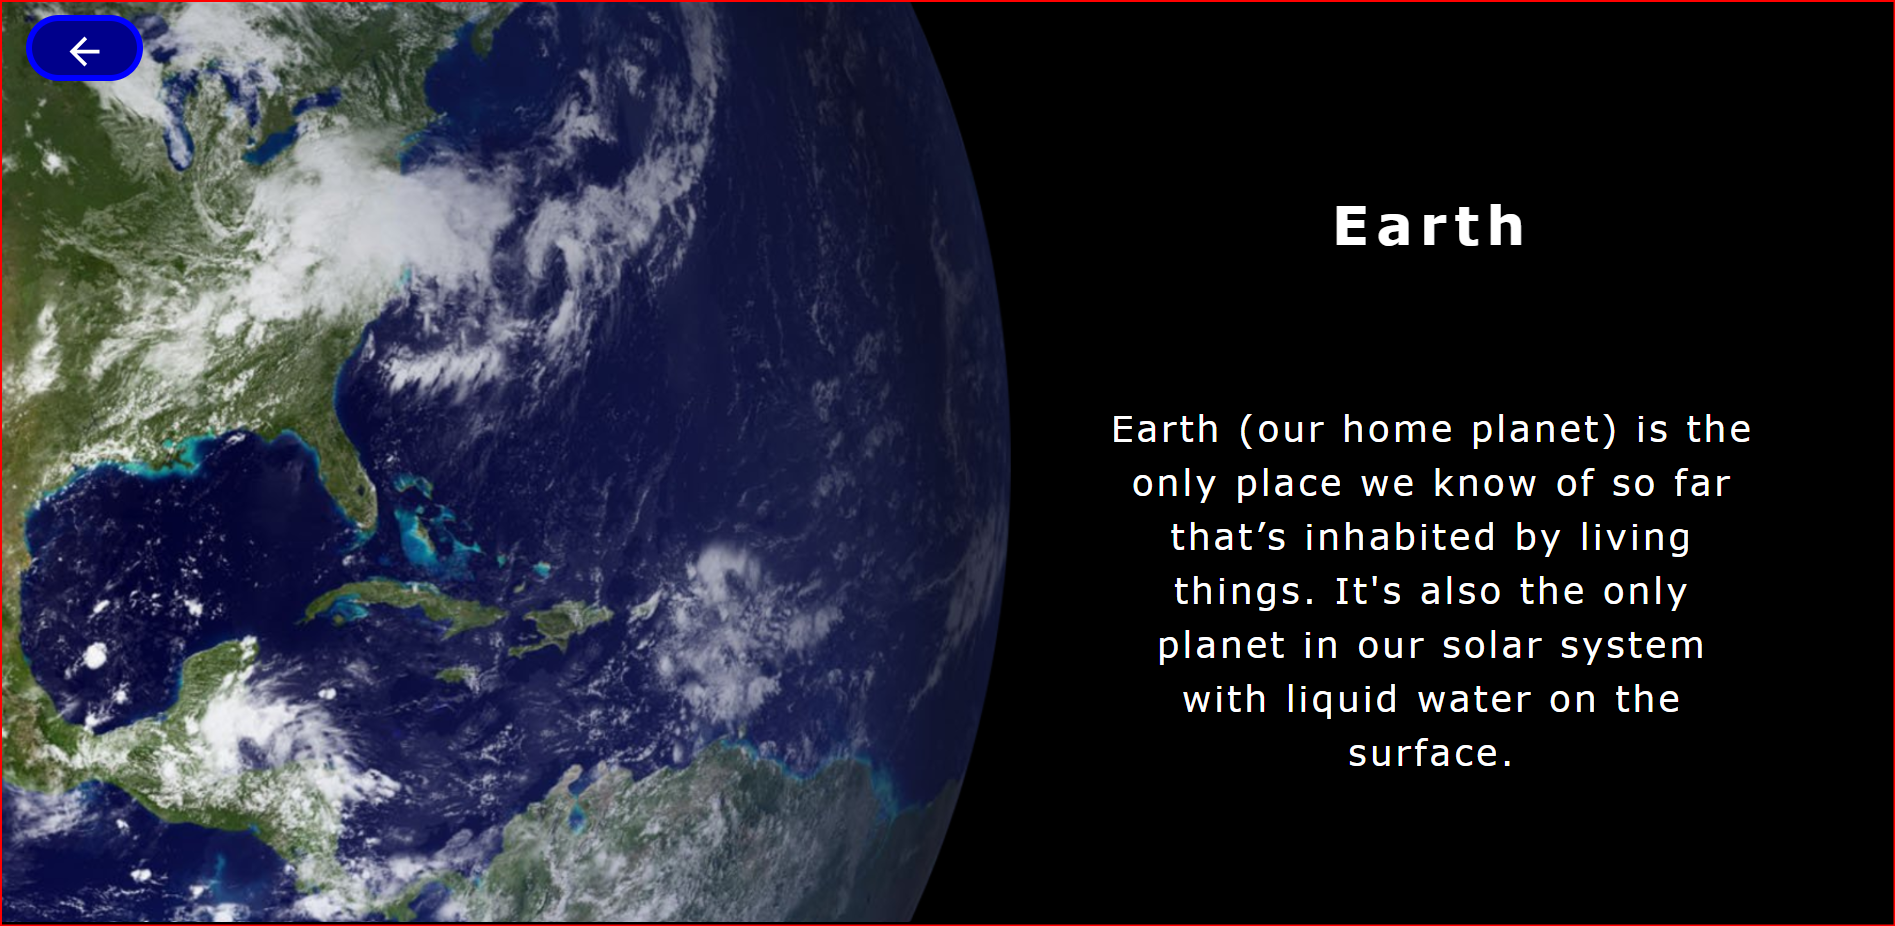 Earth
Earth (our home planet) is the
only place we know of so far
that’s inhabited by living
things. It's also the only
planet in our solar system
with liquid water on the
surface.